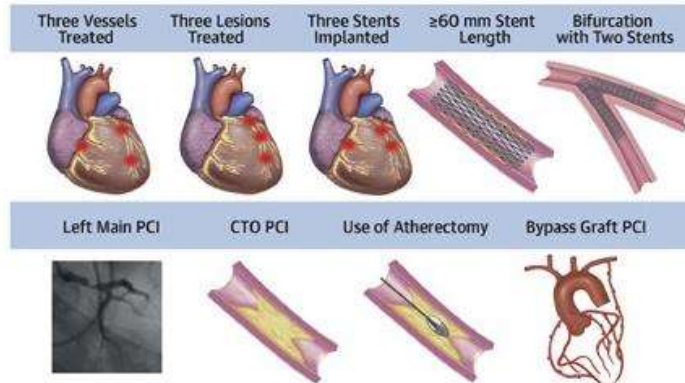 Three Vessels
Treated
Three Lesions
Treated
Three Stents
Implanted
≥60 mm Stent
Length
Bifurcation
with Two Stents
Left Main PCI
CTO PCI
Use of Atherectomy
Bypass Graft PCI